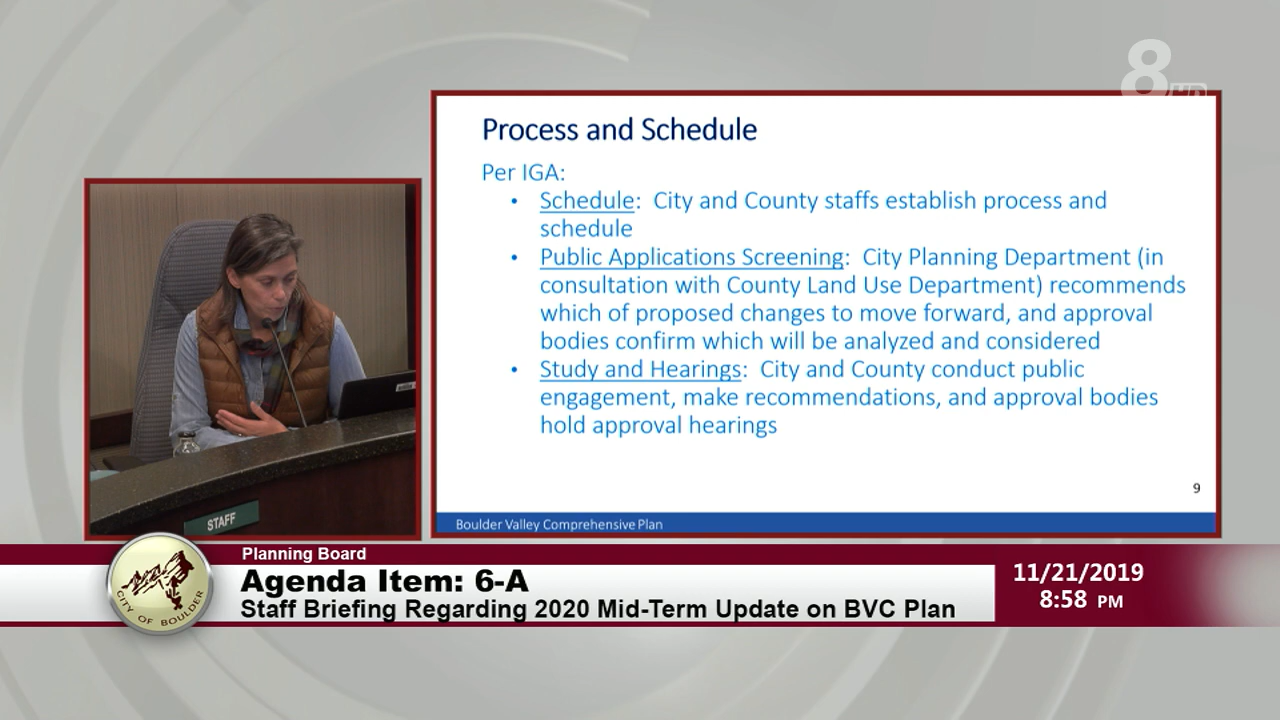 8
HD
Process and Schedule
Per IGA:
• Schedule: City and County staffs establish process and
schedule
• Public Applications Screening: City Planning Department (in
consultation with County Land Use Department) recommends
which of proposed changes to move forward, and approval
bodies confirm which will be analyzed and considered
• Study and Hearings: City and County conduct public
engagement, make recommendations, and approval bodies
hold approval hearings
9
Boulder Valley Comprehensive Plan
STAFF
Planning Board
Agenda Item: 6-A
Staff Briefing Regarding 2020 Mid-Term Update on BVC Plan
11/21/2019
8:58 PM
CITY OF BOULDER